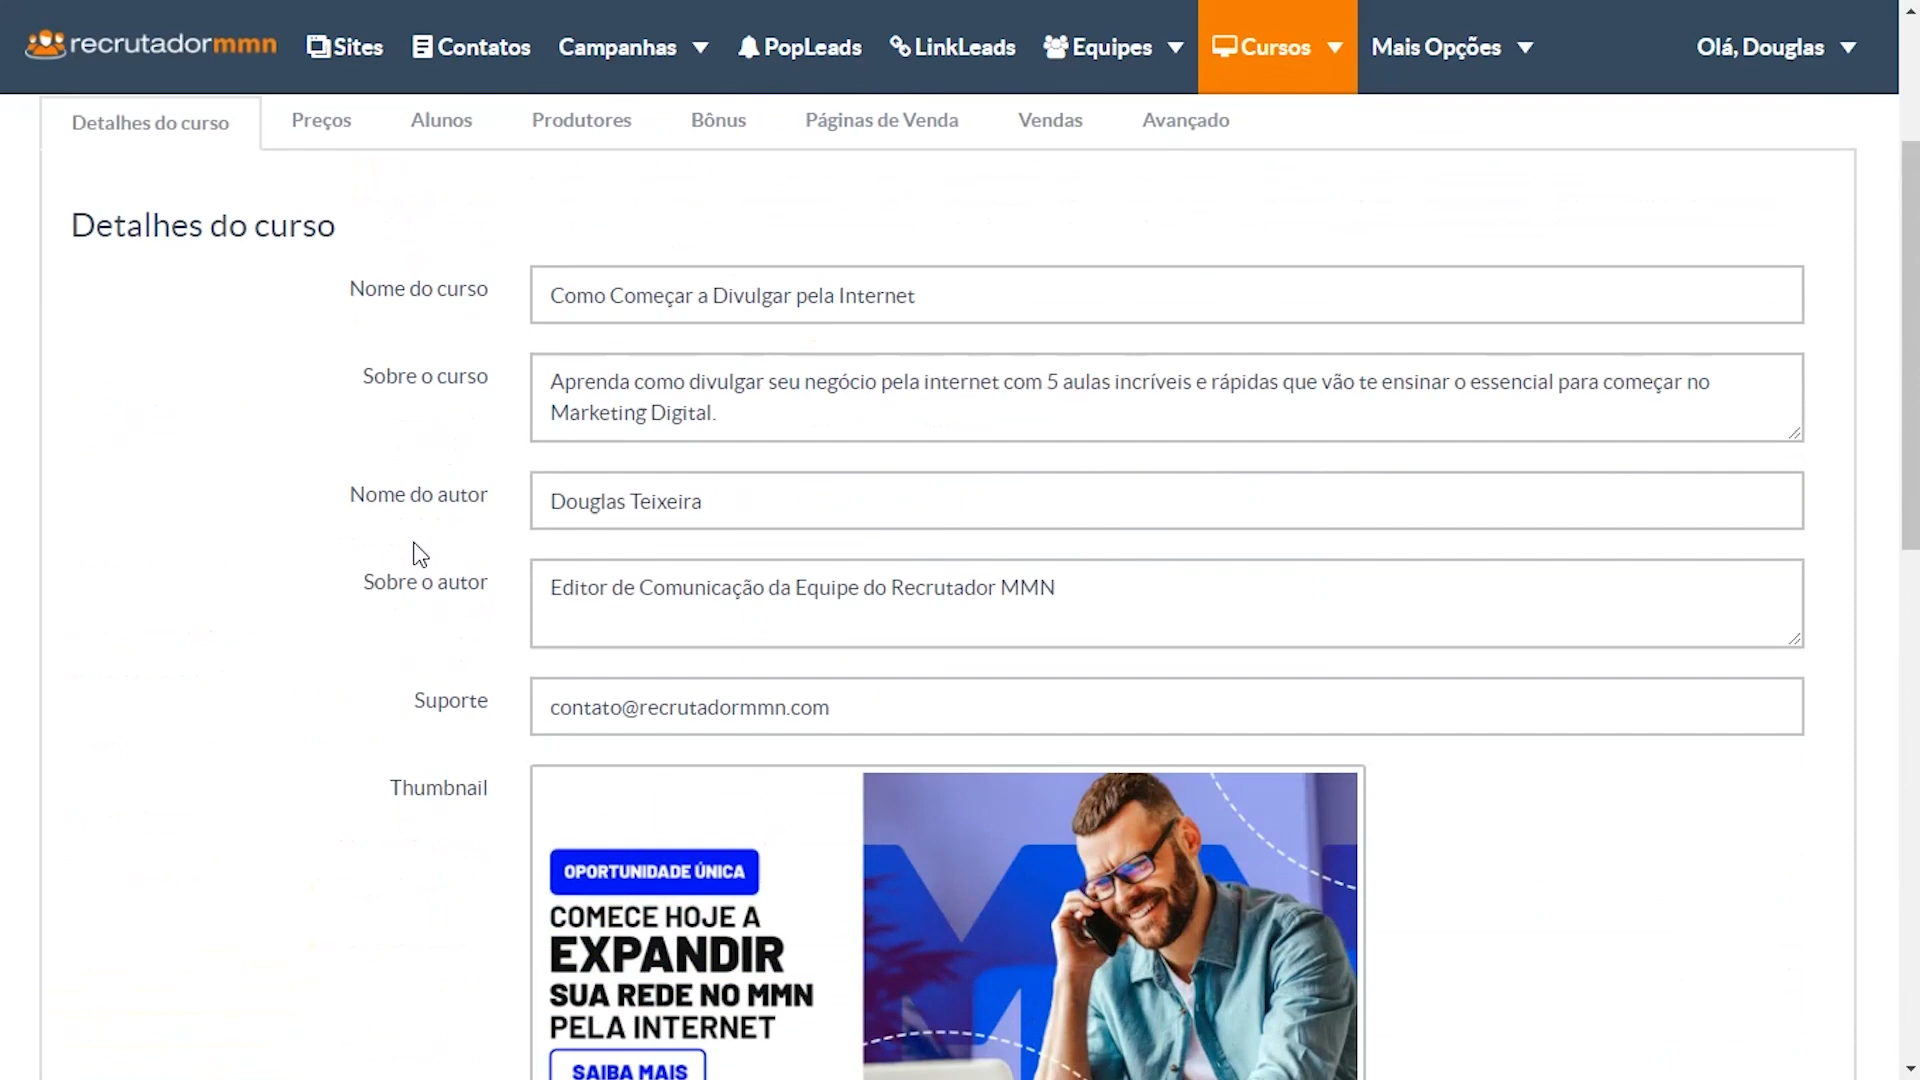 recrutadormmn Sites Contatos Campanhas PopLeads LinkLeads Equipes Cursos Mais Opções Olá, Douglas
Detalhes do curso Preços Alunos Produtores Bônus Páginas de Venda Vendas Avançado
Detalhes do curso
Nome do curso
Como Começar a Divulgar pela Internet
Sobre o curso
Aprenda como divulgar seu negócio pela internet com 5 aulas incríveis e rápidas que vão te ensinar o essencial para começar no
Marketing Digital.
Nome do autor
Douglas Teixeira
Sobre o autor
Editor de Comunicação da Equipe do Recrutador MMN
Suporte
contato@recrutadormmn.com
Thumbnail
OPORTUNIDADE ÚNICA
COMECE HOJE A
EXPANDIR
SUA REDE NO MMN
PELA INTERNET
SAIBA MAIS